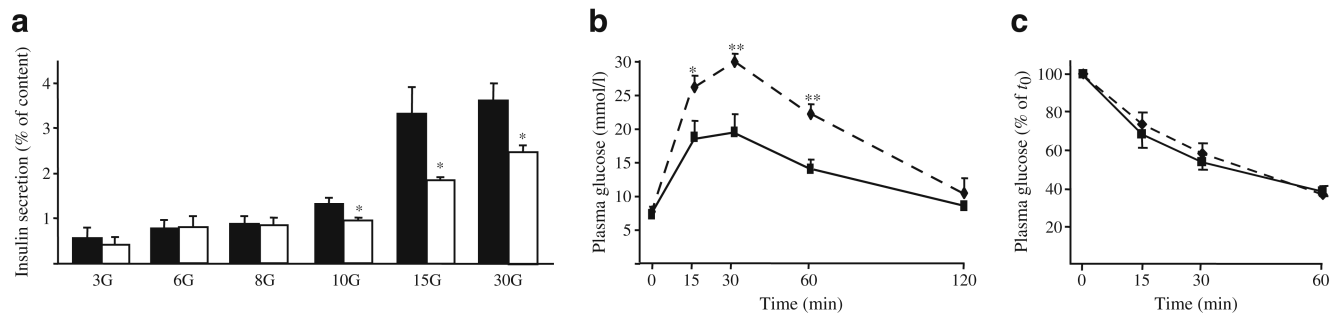 a
Insulin secretion (% of content)
4
3
2
1
*
*
*
3G 6G 8G 10G 15G 30G
b
Plasma glucose (mmol/l)
30
25
20
15
10
5
*
**
**
0 15 30 60 120
Time (min)
c
Plasma glucose (% of t0)
100
80
60
40
20
0 15 30 60
Time (min)